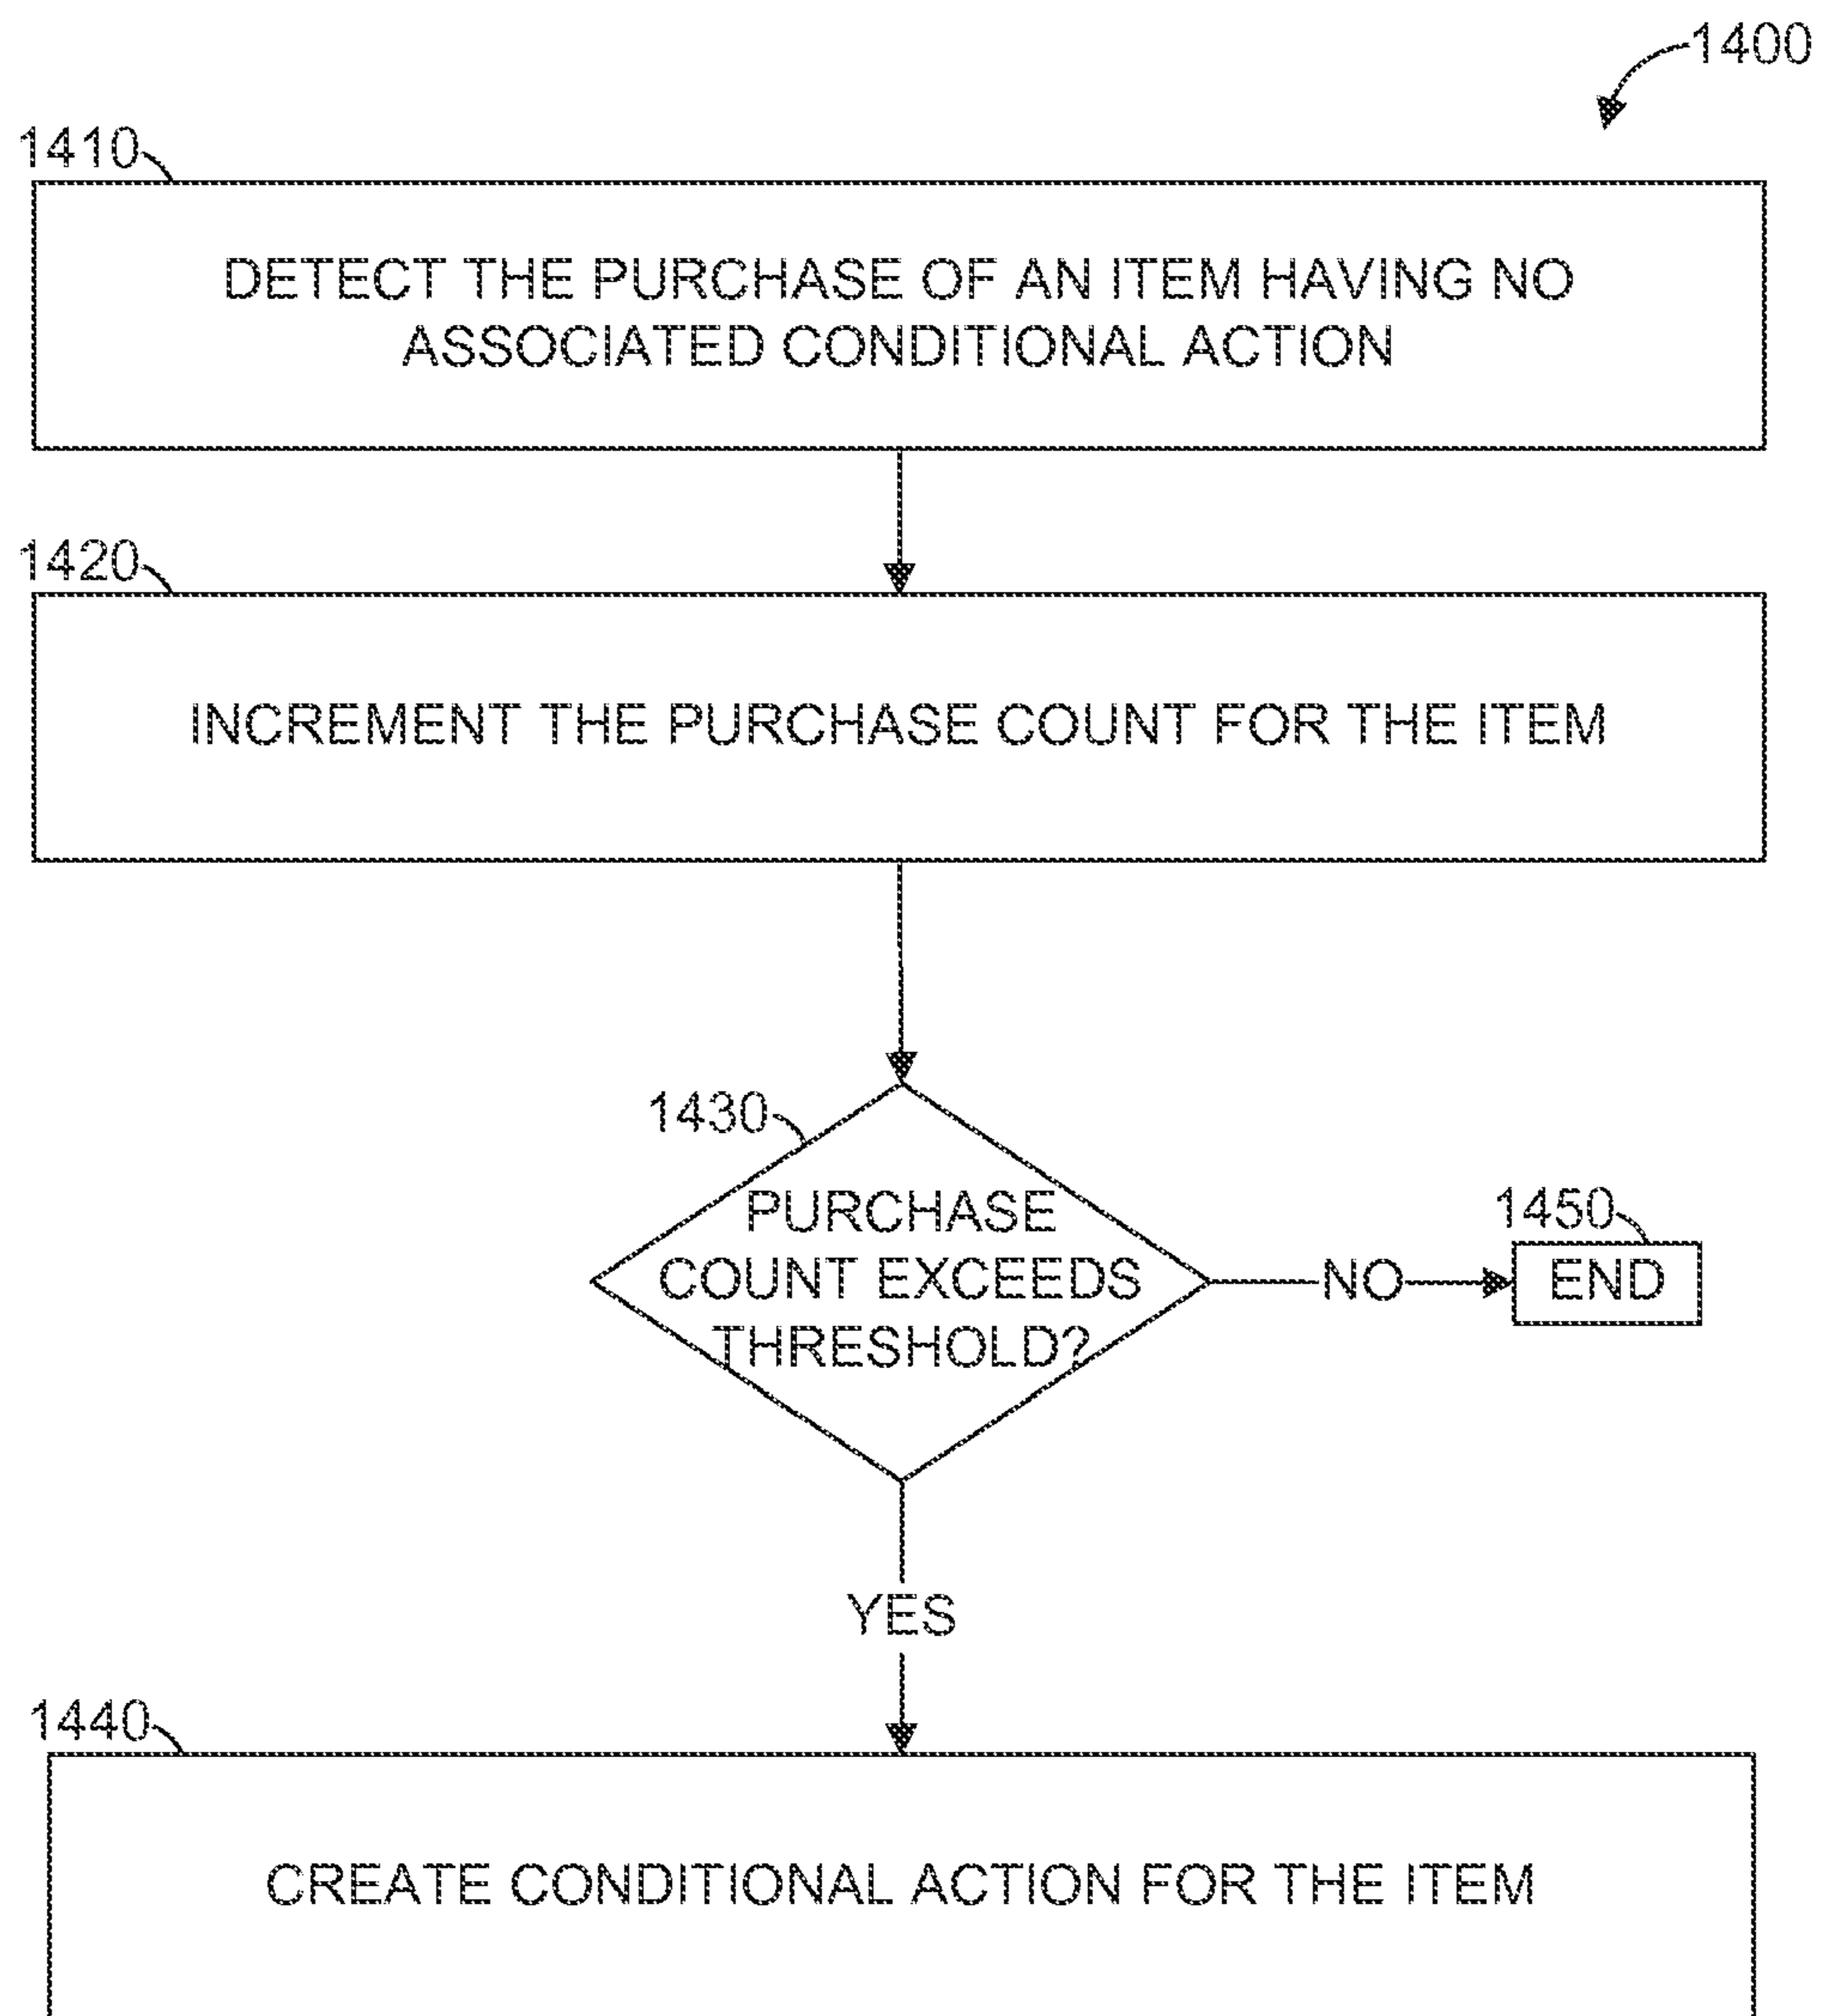 1400
1410
DETECT THE PURCHASE OF AN ITEM HAVING NO
ASSOCIATED CONDITIONAL ACTION
1420
INCREMENT THE PURCHASE COUNT FOR THE ITEM
1430
PURCHASE
COUNT EXCEEDS
THRESHOLD?
NO
1450
END
YES
1440
CREATE CONDITIONAL ACTION FOR THE ITEM